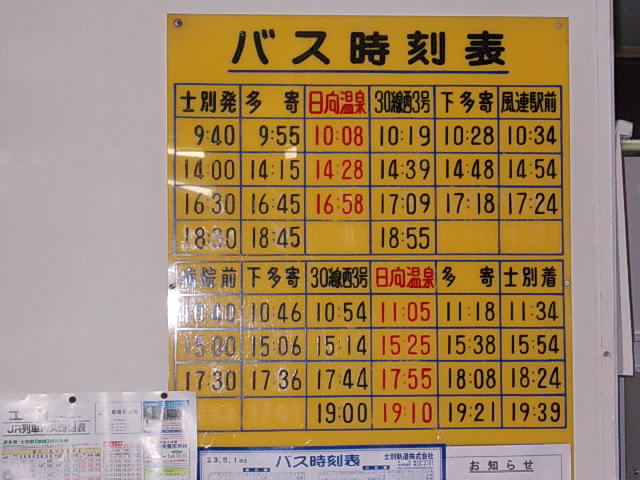 バス時刻表
士別発 多寄 日向温泉 30線西3号 下多寄 風連駅前
9:40 9:55 10:08 10:19 10:28 10:34
14:00 14:15 14:28 14:39 14:48 14:54
16:30 16:45 16:58 17:09 17:18 17:24
18:30 18:45 18:55
病院前 下多寄 30線西3号 日向温泉 多寄 士別着
10:40 10:46 10:54 11:05 11:18 11:34
15:00 15:06 15:14 15:25 15:38 15:54
17:30 17:36 17:44 17:55 18:08 18:24
19:00 19:10 19:21 19:39
JR列車バス時刻表
23.5.1 改正 バス時刻表 士別軌道株式会社
お知らせ